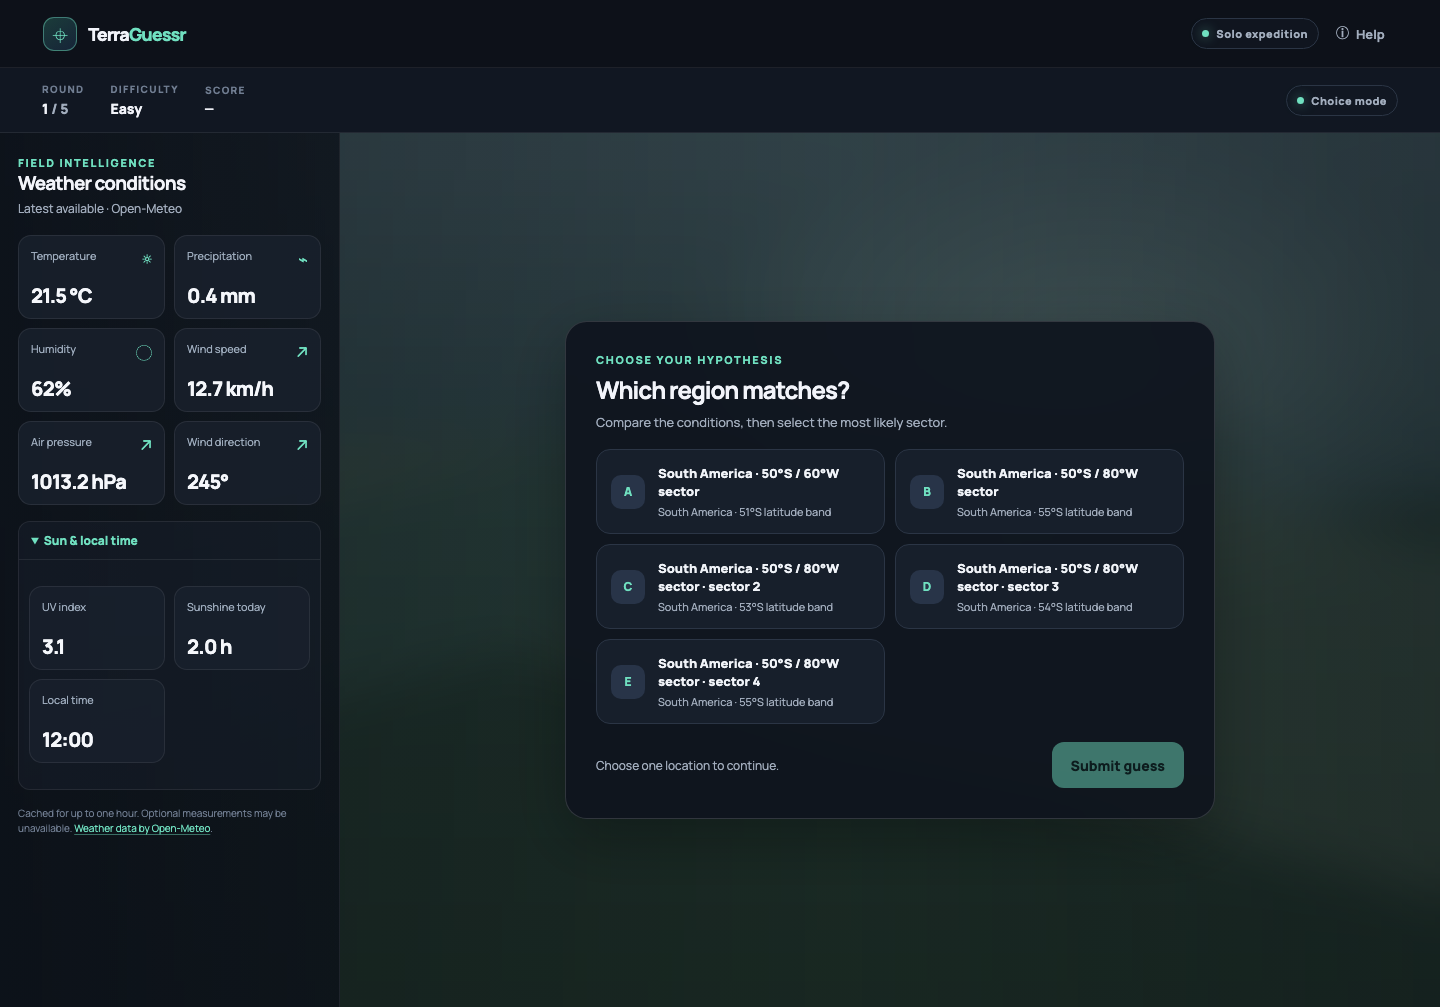 TerraGuessr
Solo expedition
Help
ROUND
1 / 5
DIFFICULTY
Easy
SCORE
—
Choice mode
FIELD INTELLIGENCE
Weather conditions
Latest available · Open-Meteo
Temperature
21.5 °C
Precipitation
0.4 mm
Humidity
62%
Wind speed
12.7 km/h
Air pressure
1013.2 hPa
Wind direction
245°
Sun & local time
UV index
3.1
Sunshine today
2.0 h
Local time
12:00
Cached for up to one hour. Optional measurements may be
unavailable. Weather data by Open-Meteo.
CHOOSE YOUR HYPOTHESIS
Which region matches?
Compare the conditions, then select the most likely sector.
A
South America · 50°S / 60°W
sector
South America · 51°S latitude band
B
South America · 50°S / 80°W
sector
South America · 55°S latitude band
C
South America · 50°S / 80°W
sector · sector 2
South America · 53°S latitude band
D
South America · 50°S / 80°W
sector · sector 3
South America · 54°S latitude band
E
South America · 50°S / 80°W
sector · sector 4
South America · 55°S latitude band
Choose one location to continue.
Submit guess